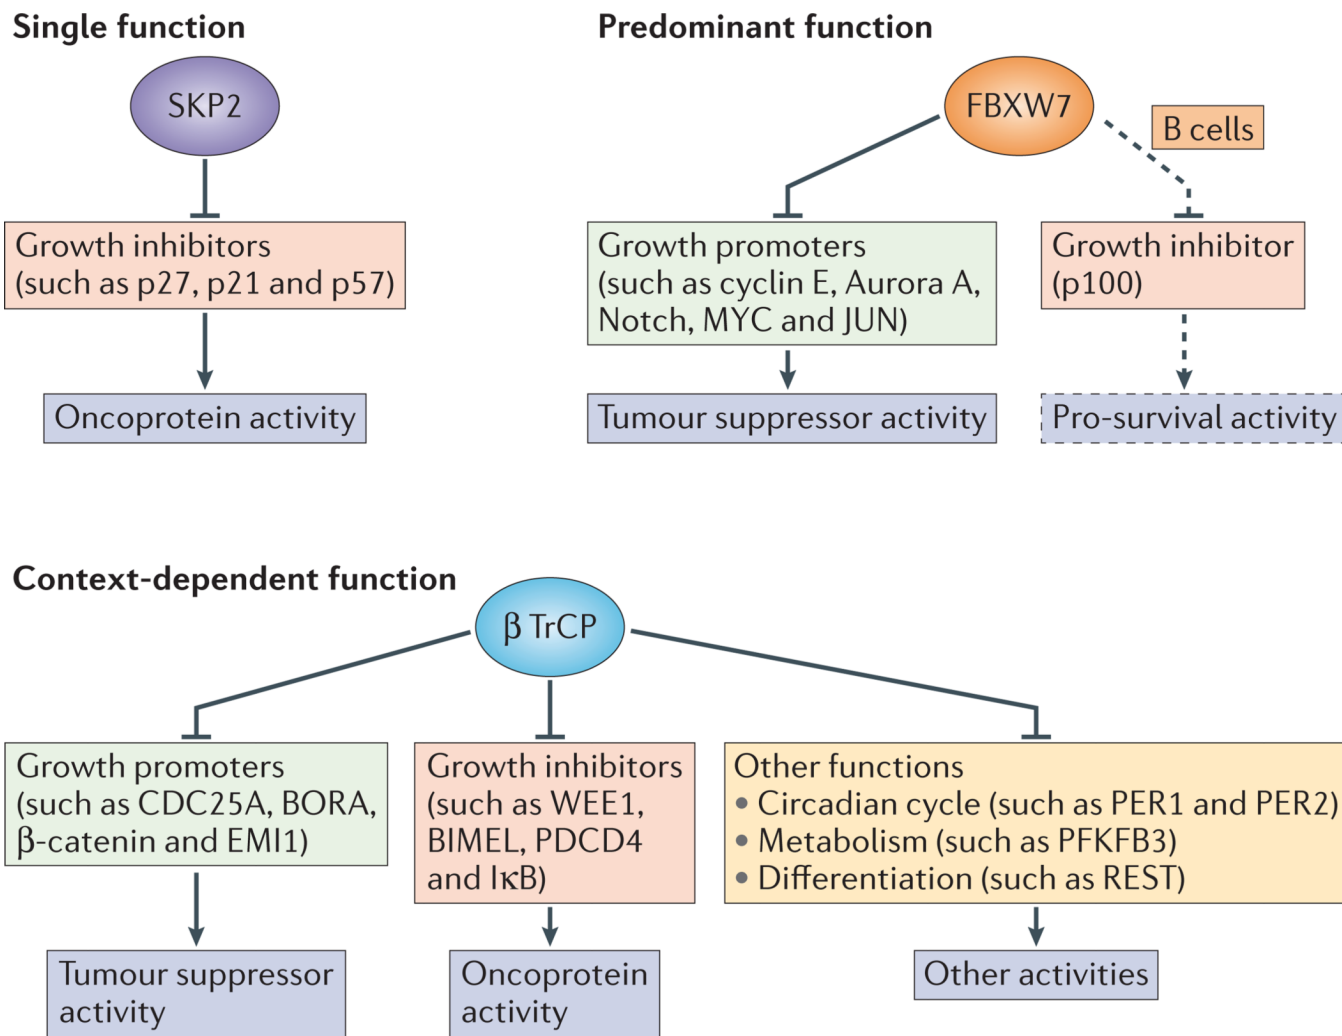 Single function
SKP2
Growth inhibitors
(such as p27, p21 and p57)
Oncoprotein activity
Predominant function
FBXW7
B cells
Growth promoters
(such as cyclin E, Aurora A,
Notch, MYC and JUN)
Tumour suppressor activity
Growth inhibitor
(p100)
Pro-survival activity
Context-dependent function
β TrCP
Growth promoters
(such as CDC25A, BORA,
β-catenin and EMI1)
Tumour suppressor
activity
Growth inhibitors
(such as WEE1,
BIMEL, PDCD4
and IκB)
Oncoprotein
activity
Other functions
• Circadian cycle (such as PER1 and PER2)
• Metabolism (such as PFKFB3)
• Differentiation (such as REST)
Other activities